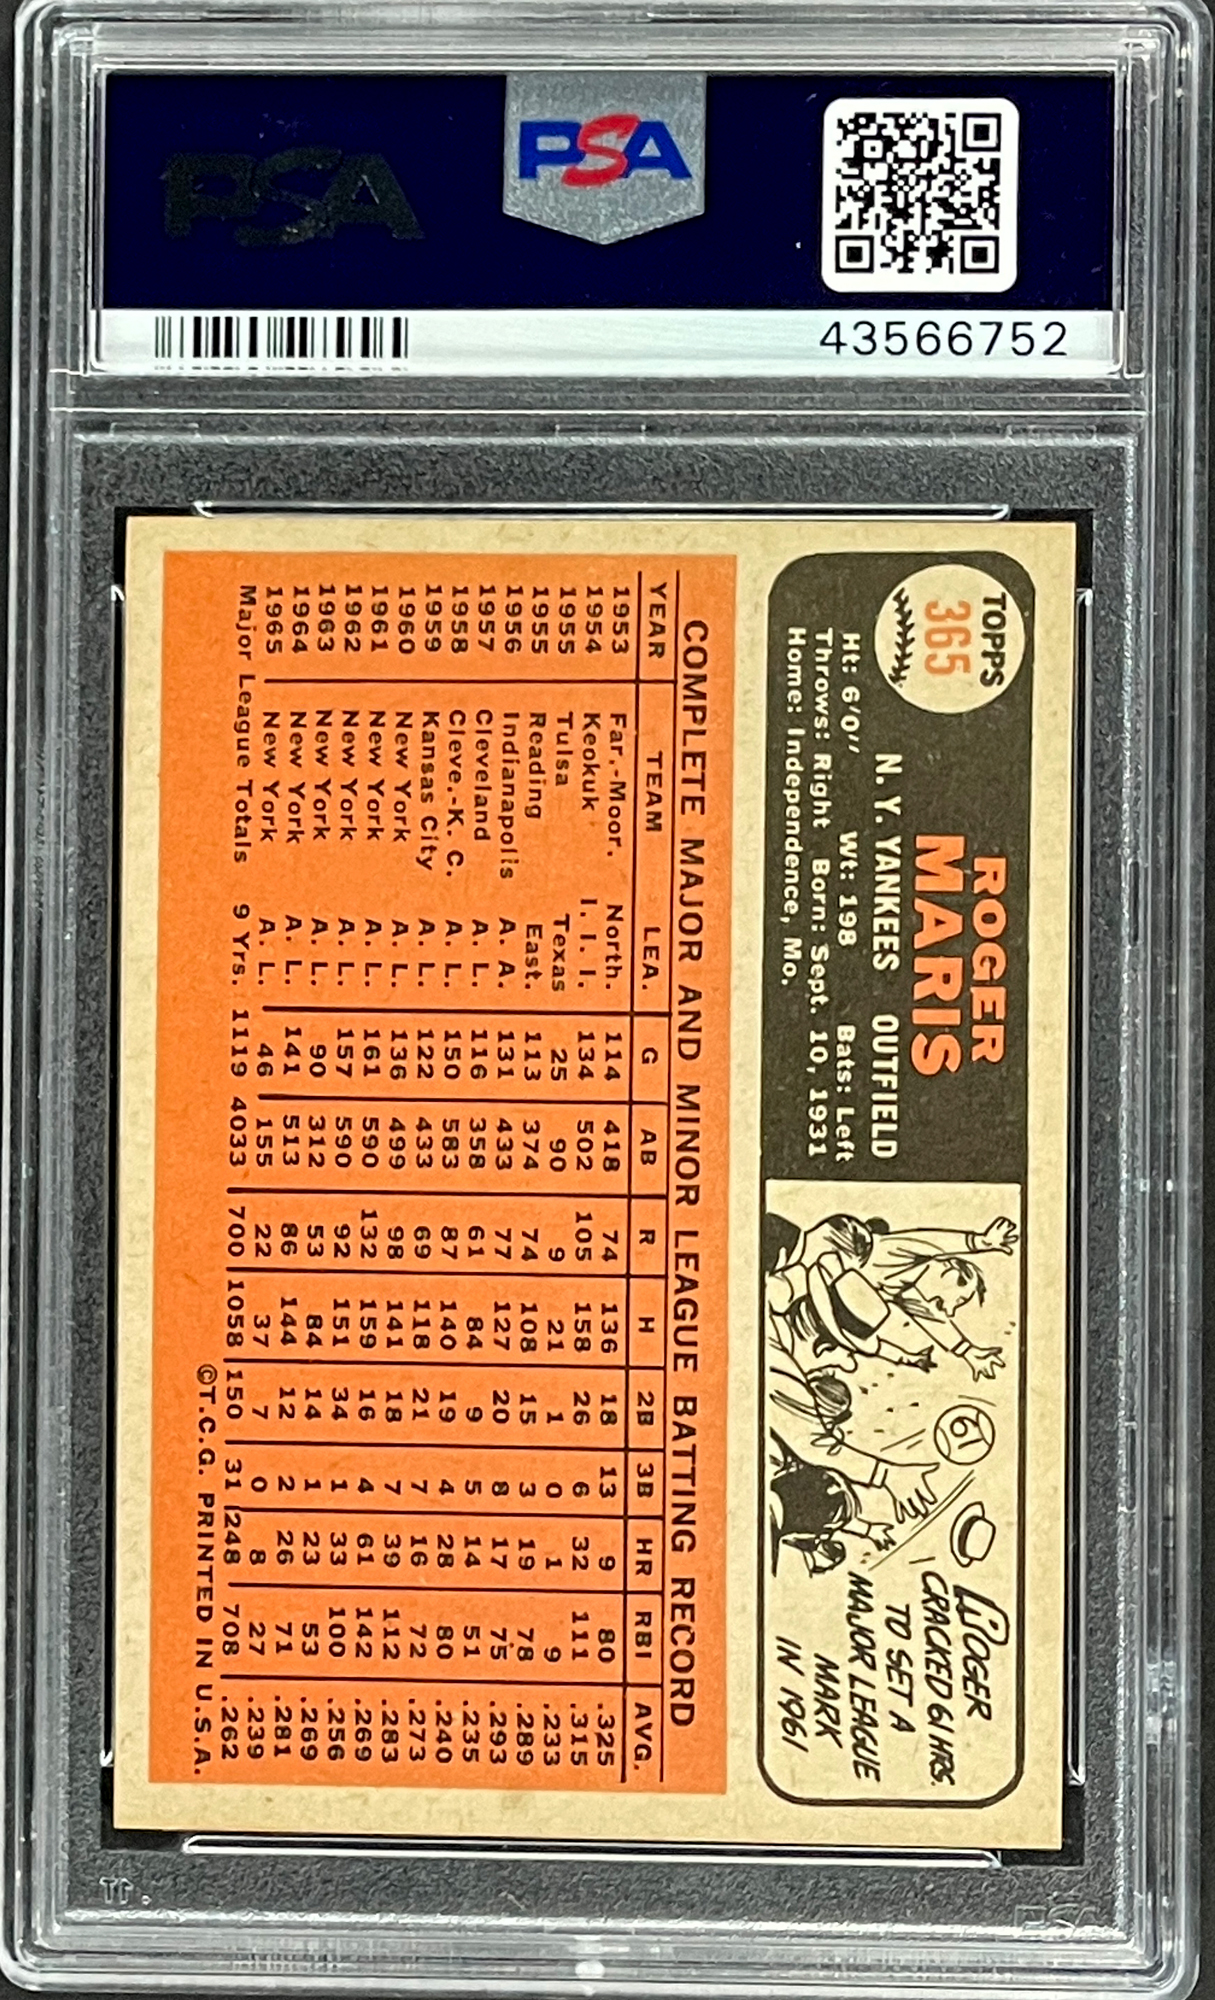 PSA
PSA
43566752
TOPPS
365
ROGER
MARIS
N. Y. YANKEES OUTFIELD
Ht: 6'0" Wt: 198 Bats: Left
Throws: Right Born: Sept. 10, 1931
Home: Independence, Mo.
61
ROGER
CRACKED 61 HRS.
TO SET A
MAJOR LEAGUE
MARK
IN 1961
COMPLETE MAJOR AND MINOR LEAGUE BATTING RECORD
YEAR TEAM LEA. G AB R H 2B 3B HR RBI AVG.
1953 Far.-Moor. North. 114 418 74 136 18 13 9 80 .325
1954 Keokuk I. I. I. 134 502 105 158 26 6 32 111 .315
1955 Tulsa Texas 25 90 9 21 1 0 1 9 .233
1955 Reading East. 113 374 74 108 15 3 19 78 .289
1956 Indianapolis A. A. 131 433 77 127 20 8 17 75 .293
1957 Cleveland A. L. 116 358 61 84 9 5 14 51 .235
1958 Cleve.-K. C. A. L. 150 583 87 140 19 4 28 80 .240
1959 Kansas City A. L. 122 433 69 118 21 7 16 72 .273
1960 New York A. L. 136 499 98 141 18 7 39 112 .283
1961 New York A. L. 161 590 132 159 16 4 61 142 .269
1962 New York A. L. 157 590 92 151 34 1 33 100 .256
1963 New York A. L. 90 312 53 84 14 1 23 53 .269
1964 New York A. L. 141 513 86 144 12 2 26 71 .281
1965 New York A. L. 46 155 22 37 7 0 8 27 .239
Major League Totals 9 Yrs. 1119 4033 700 1058 150 31 248 708 .262
©T.C.G. PRINTED IN U.S.A.